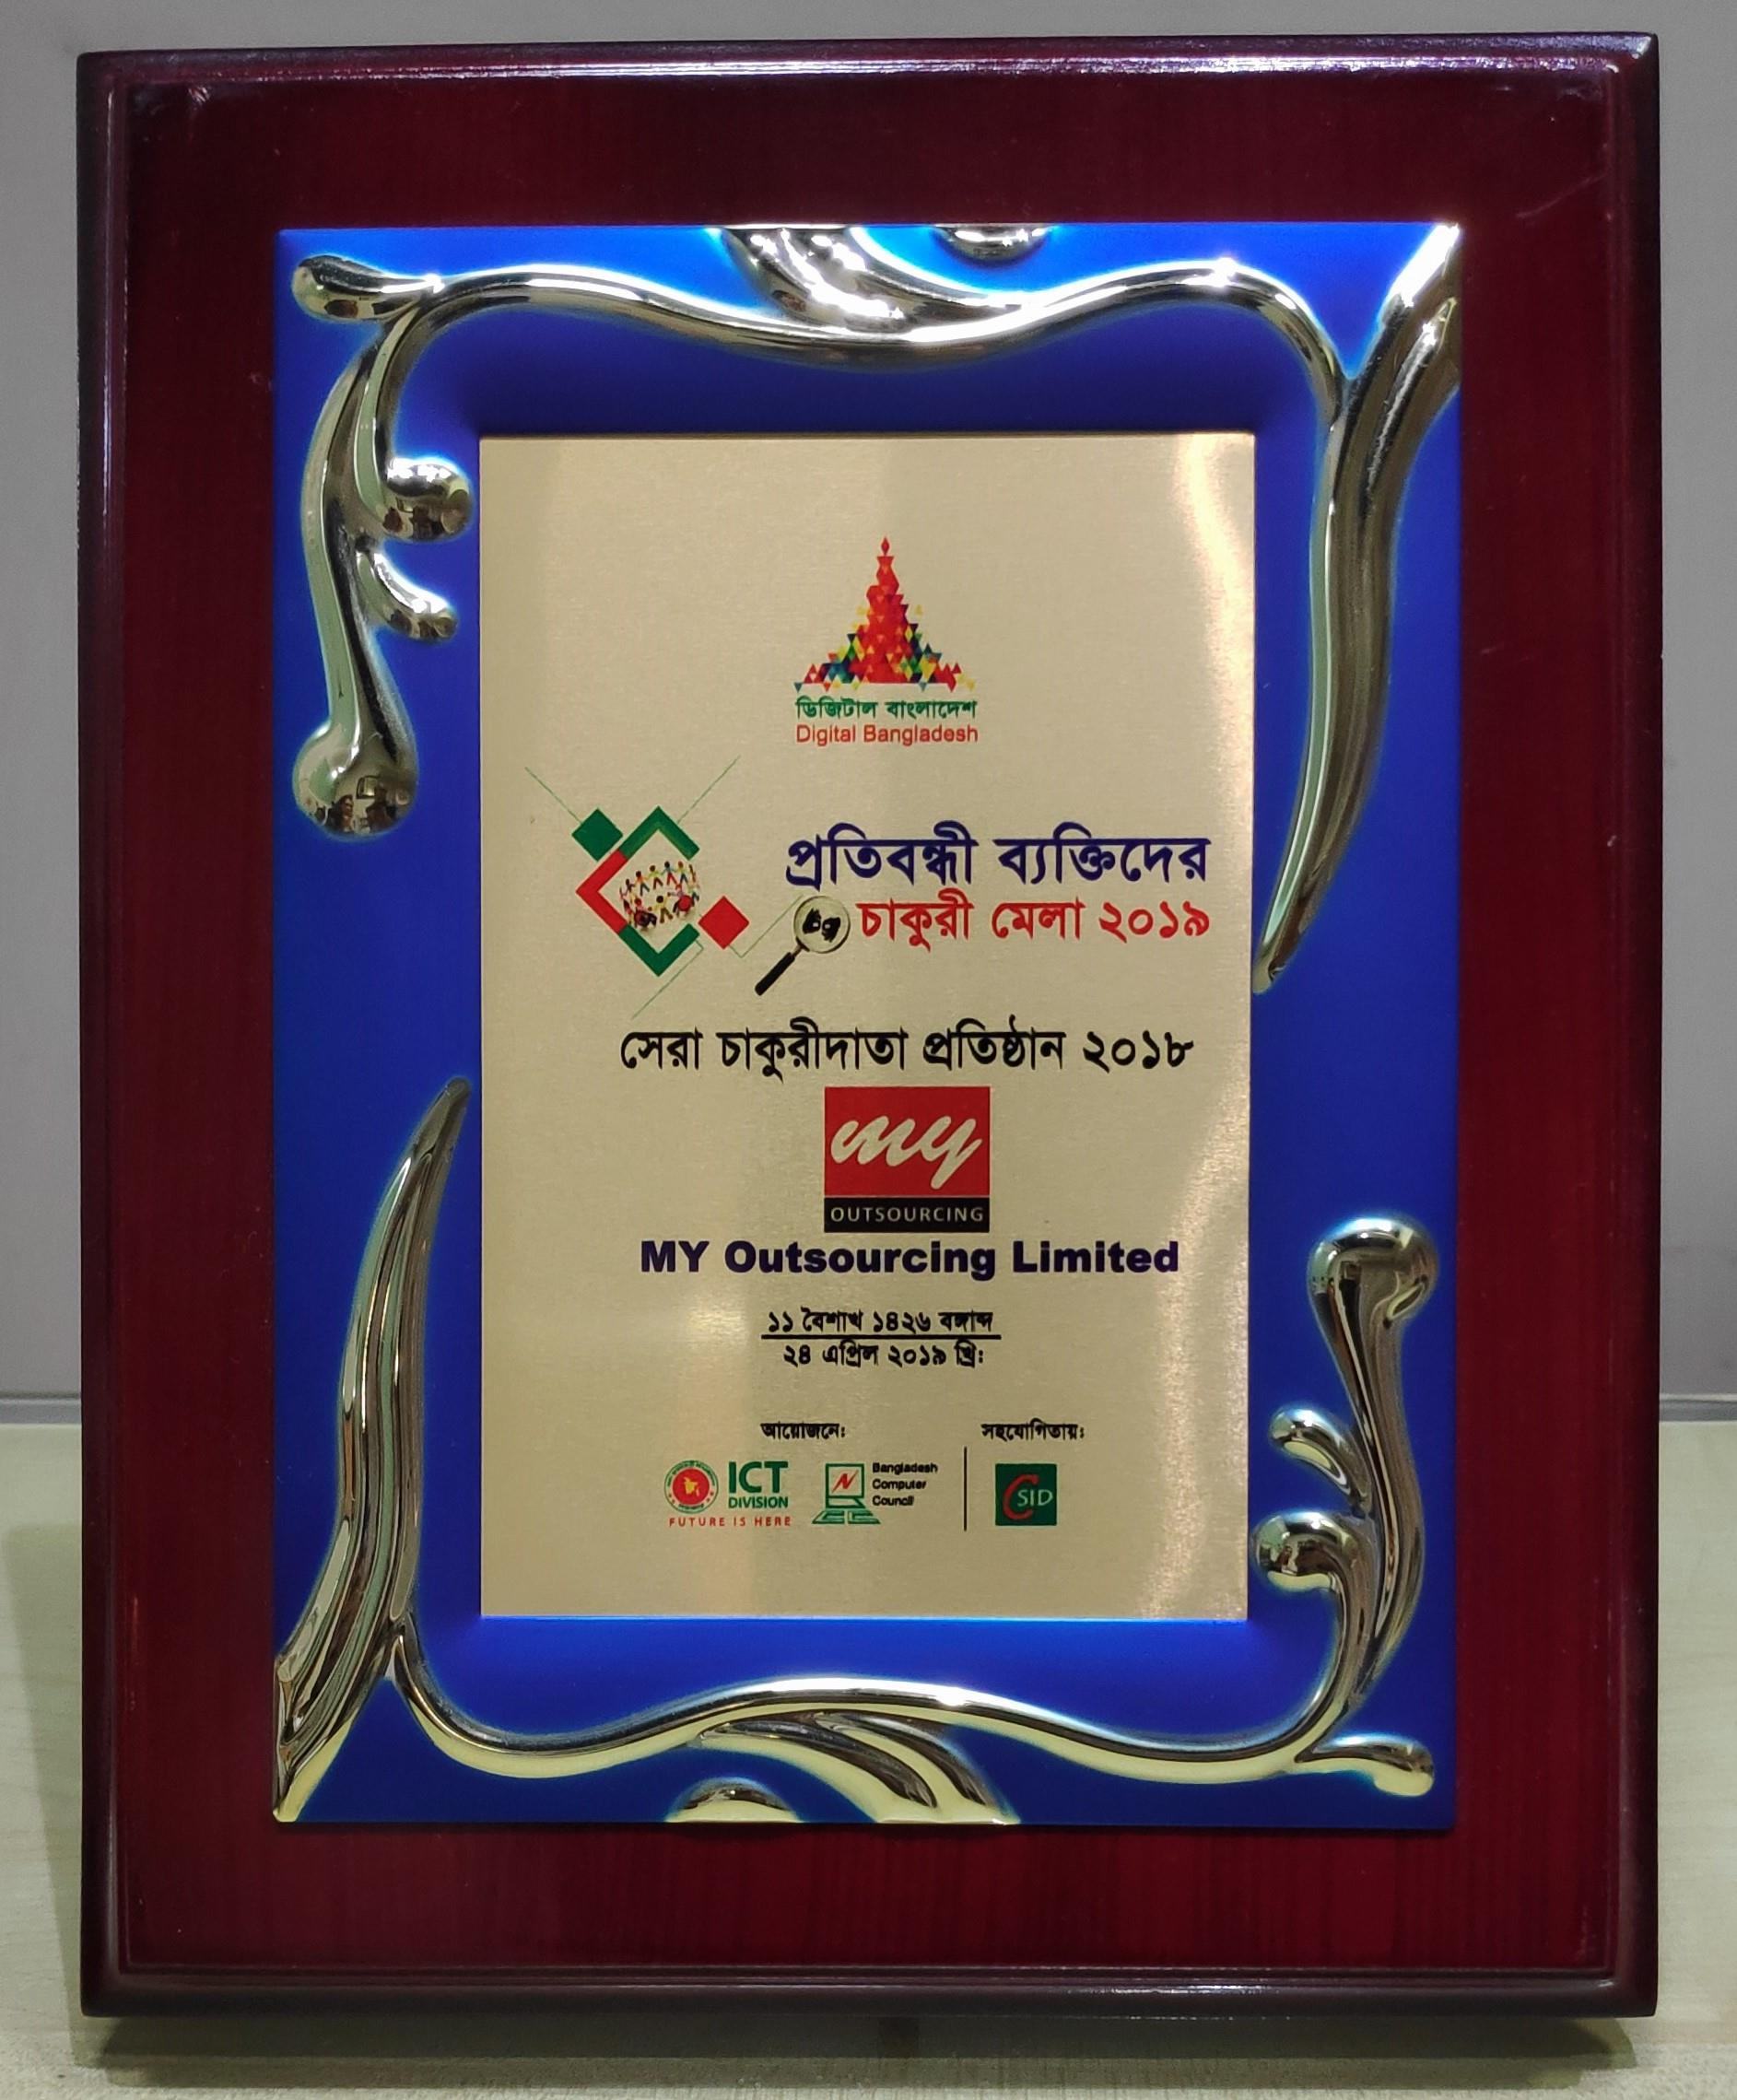 ডিজিটাল বাংলাদেশ
Digital Bangladesh
প্রতিবন্ধী ব্যক্তিদের
চাকুরী মেলা ২০১৯
সেরা চাকুরীদাতা প্রতিষ্ঠান ২০১৮
my
OUTSOURCING
MY Outsourcing Limited
১১ বৈশাখ ১৪২৬ বঙ্গাব্দ
২৪ এপ্রিল ২০১৯ খ্রি:
আয়োজনে:
সহযোগিতায়:
ICT
DIVISION
FUTURE IS HERE
Bangladesh
Computer
Council
CSID